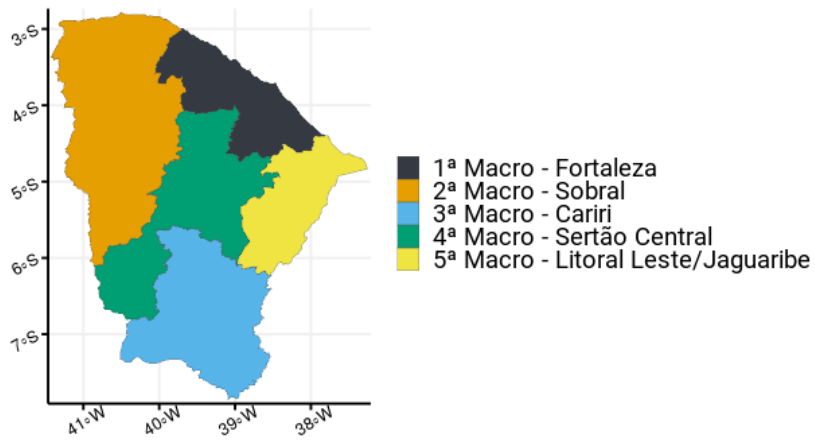 3°S
4°S
5°S
6°S
7°S
41°W
40°W
39°W
38°W
1ª Macro - Fortaleza
2ª Macro - Sobral
3ª Macro - Cariri
4ª Macro - Sertão Central
5ª Macro - Litoral Leste/Jaguaribe